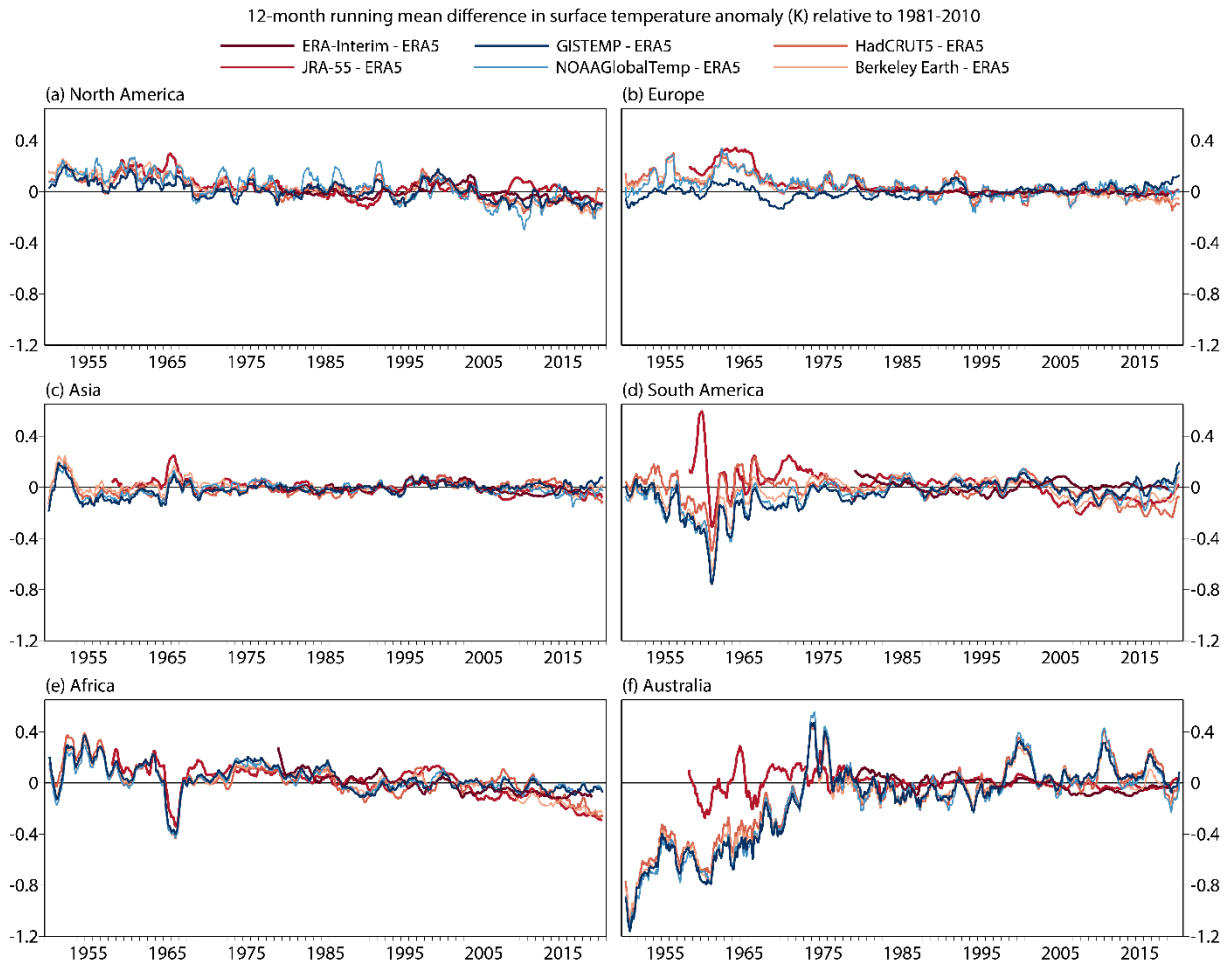 12-month running mean difference in surface temperature anomaly (K) relative to 1981-2010
ERA-Interim - ERA5 GISTEMP - ERA5 HadCRUT5 - ERA5
JRA-55 - ERA5 NOAAGlobalTemp - ERA5 Berkeley Earth - ERA5
(a) North America (b) Europe
0.4 0.4
0 0
-0.4 -0.4
-0.8 -0.8
-1.2 -1.2
1955 1965 1975 1985 1995 2005 2015 1955 1965 1975 1985 1995 2005 2015
(c) Asia (d) South America
0.4 0.4
0 0
-0.4 -0.4
-0.8 -0.8
-1.2 -1.2
1955 1965 1975 1985 1995 2005 2015 1955 1965 1975 1985 1995 2005 2015
(e) Africa (f) Australia
0.4 0.4
0 0
-0.4 -0.4
-0.8 -0.8
-1.2 -1.2
1955 1965 1975 1985 1995 2005 2015 1955 1965 1975 1985 1995 2005 2015